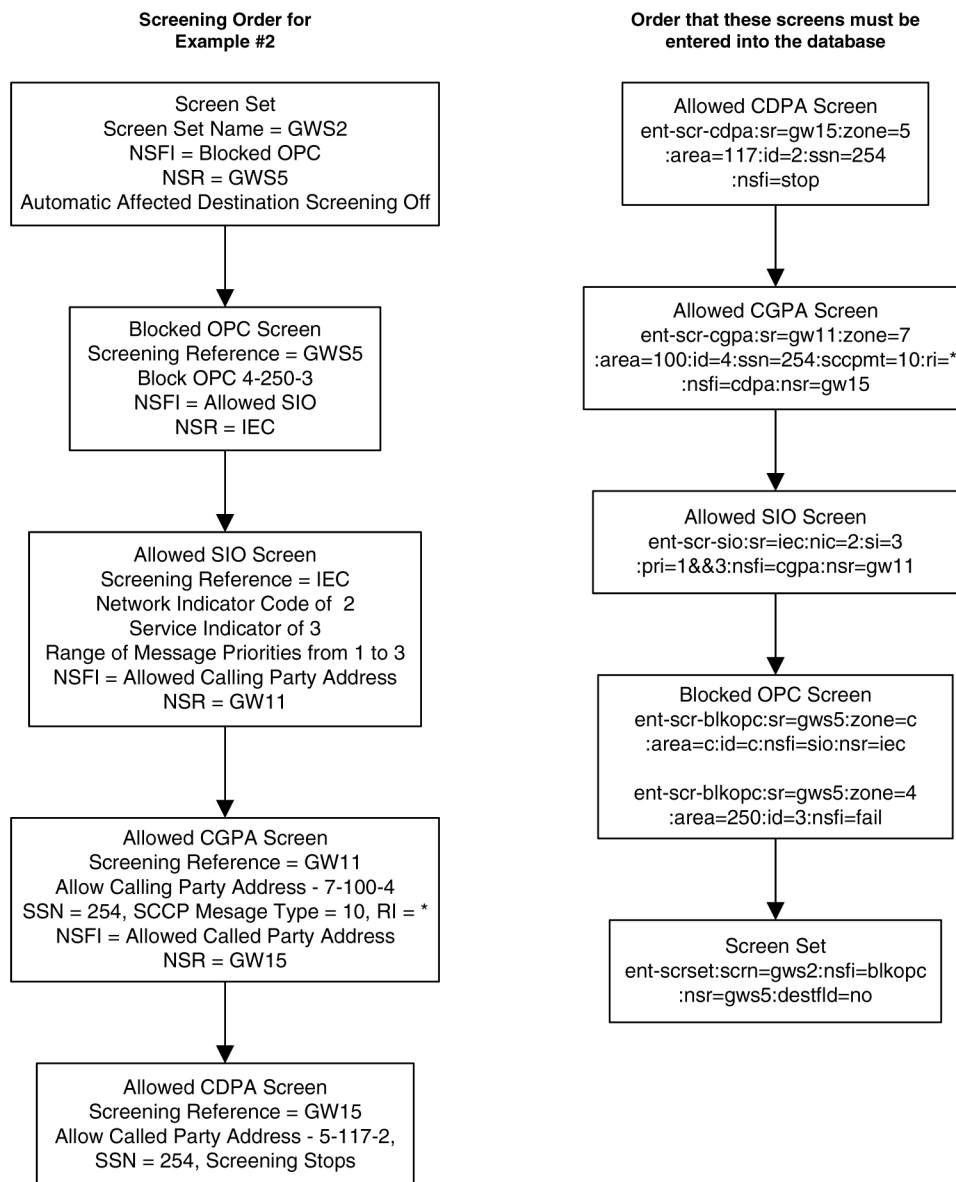 Screening Order for
Example #2
Screen Set
Screen Set Name = GWS2
NSFI = Blocked OPC
NSR = GWS5
Automatic Affected Destination Screening Off
Blocked OPC Screen
Screening Reference = GWS5
Block OPC 4-250-3
NSFI = Allowed SIO
NSR = IEC
Allowed SIO Screen
Screening Reference = IEC
Network Indicator Code of 2
Service Indicator of 3
Range of Message Priorities from 1 to 3
NSFI = Allowed Calling Party Address
NSR = GW11
Allowed CGPA Screen
Screening Reference = GW11
Allow Calling Party Address - 7-100-4
SSN = 254, SCCP Mesage Type = 10, RI = *
NSFI = Allowed Called Party Address
NSR = GW15
Allowed CDPA Screen
Screening Reference = GW15
Allow Called Party Address - 5-117-2,
SSN = 254, Screening Stops
Order that these screens must be
entered into the database
Allowed CDPA Screen
ent-scr-cdpa:sr=gw15:zone=5
:area=117:id=2:ssn=254
:nsfi=stop
Allowed CGPA Screen
ent-scr-cgpa:sr=gw11:zone=7
:area=100:id=4:ssn=254:sccpmt=10:ri=*
:nsfi=cdpa:nsr=gw15
Allowed SIO Screen
ent-scr-sio:sr=iec:nic=2:si=3
:pri=1&&3:nsfi=cgpa:nsr=gw11
Blocked OPC Screen
ent-scr-blkopc:sr=gws5:zone=c
:area=c:id=c:nsfi=sio:nsr=iec
ent-scr-blkopc:sr=gws5:zone=4
:area=250:id=3:nsfi=fail
Screen Set
ent-scrset:scrn=gws2:nsfi=blkopc
:nsr=gws5:destfld=no